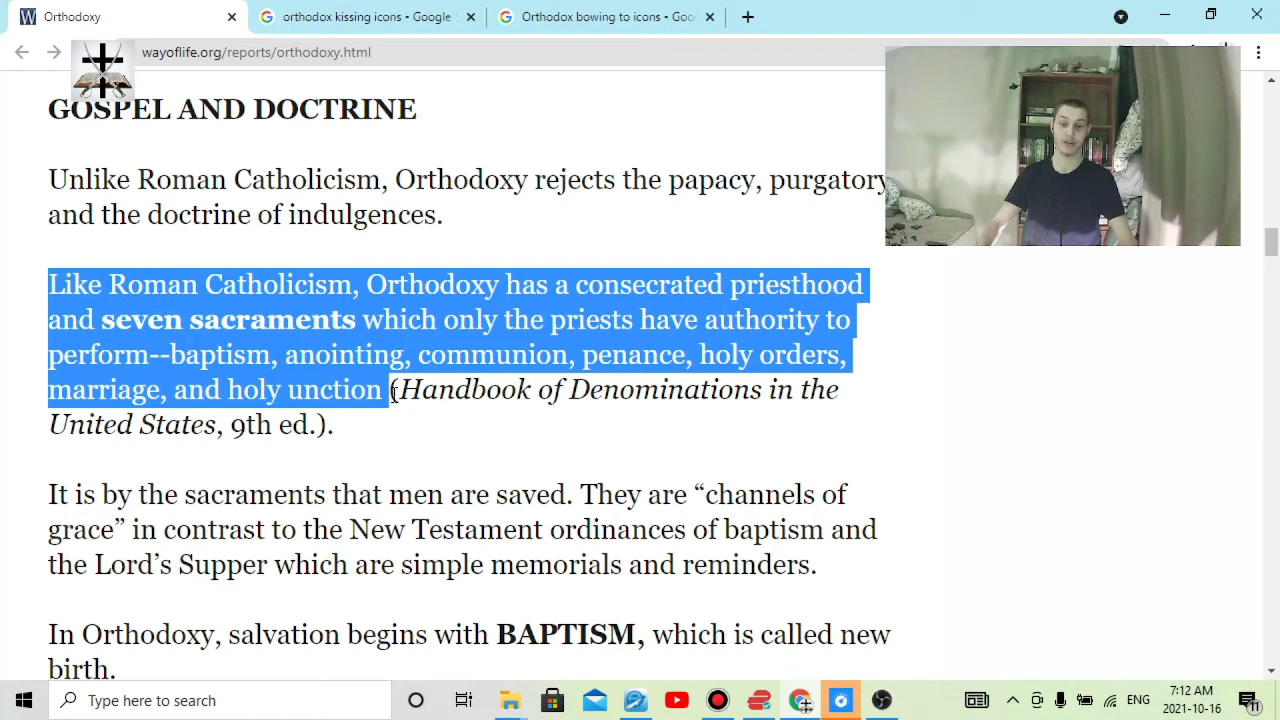 Orthodoxy
orthodox kissing icons - Google
Orthodox bowing to icons - Goo
wayoflife.org/reports/orthodoxy.html
GOSPEL AND DOCTRINE
Unlike Roman Catholicism, Orthodoxy rejects the papacy, purgatory
and the doctrine of indulgences.
Like Roman Catholicism, Orthodoxy has a consecrated priesthood
and seven sacraments which only the priests have authority to
perform--baptism, anointing, communion, penance, holy orders,
marriage, and holy unction (Handbook of Denominations in the
United States, 9th ed.).
It is by the sacraments that men are saved. They are “channels of
grace” in contrast to the New Testament ordinances of baptism and
the Lord’s Supper which are simple memorials and reminders.
In Orthodoxy, salvation begins with BAPTISM, which is called new
birth.
Type here to search
ENG
7:12 AM
2021-10-16
11